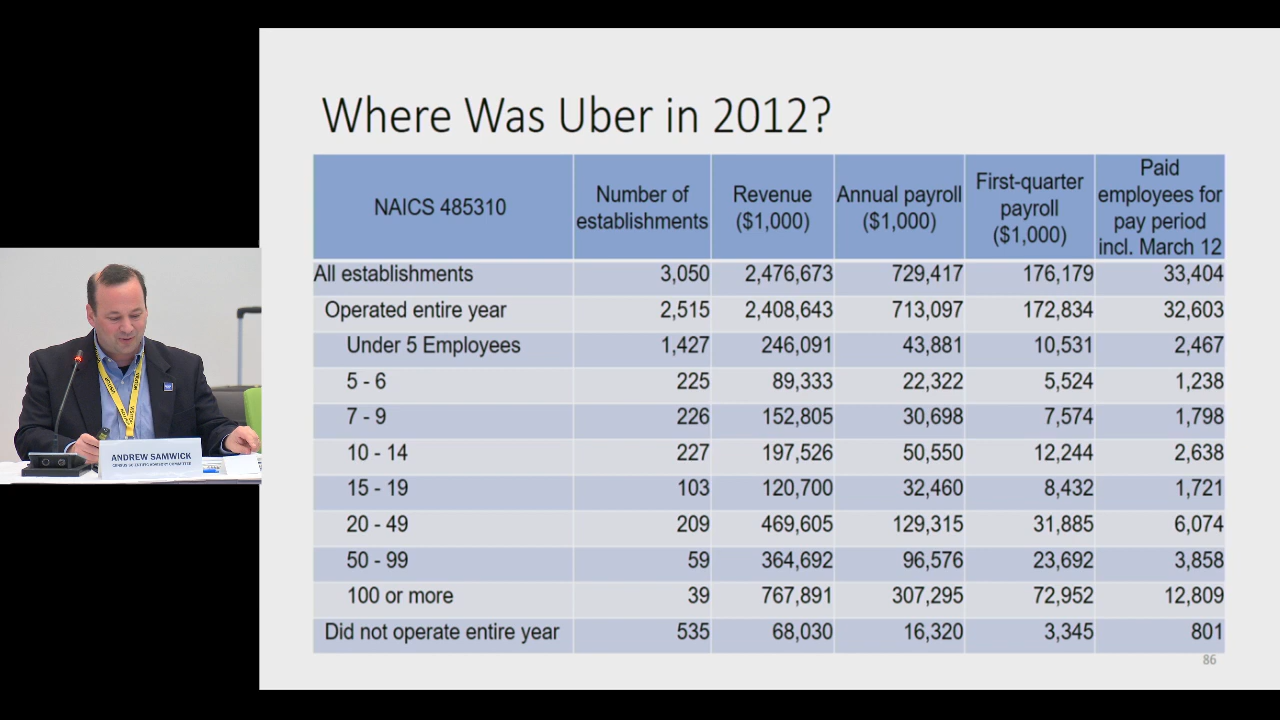 Where Was Uber in 2012?
NAICS 485310
Number of
establishments
Revenue
($1,000)
Annual payroll
($1,000)
First-quarter
payroll
($1,000)
Paid
employees for
pay period
incl. March 12
All establishments 3,050 2,476,673 729,417 176,179 33,404
Operated entire year 2,515 2,408,643 713,097 172,834 32,603
Under 5 Employees 1,427 246,091 43,881 10,531 2,467
5 - 6 225 89,333 22,322 5,524 1,238
7 - 9 226 152,805 30,698 7,574 1,798
10 - 14 227 197,526 50,550 12,244 2,638
15 - 19 103 120,700 32,460 8,432 1,721
20 - 49 209 469,605 129,315 31,885 6,074
50 - 99 59 364,692 96,576 23,692 3,858
100 or more 39 767,891 307,295 72,952 12,809
Did not operate entire year 535 68,030 16,320 3,345 801
86
ANDREW SAMWICK
CENSUS SCIENTIFIC ADVISORY COMMITTEE